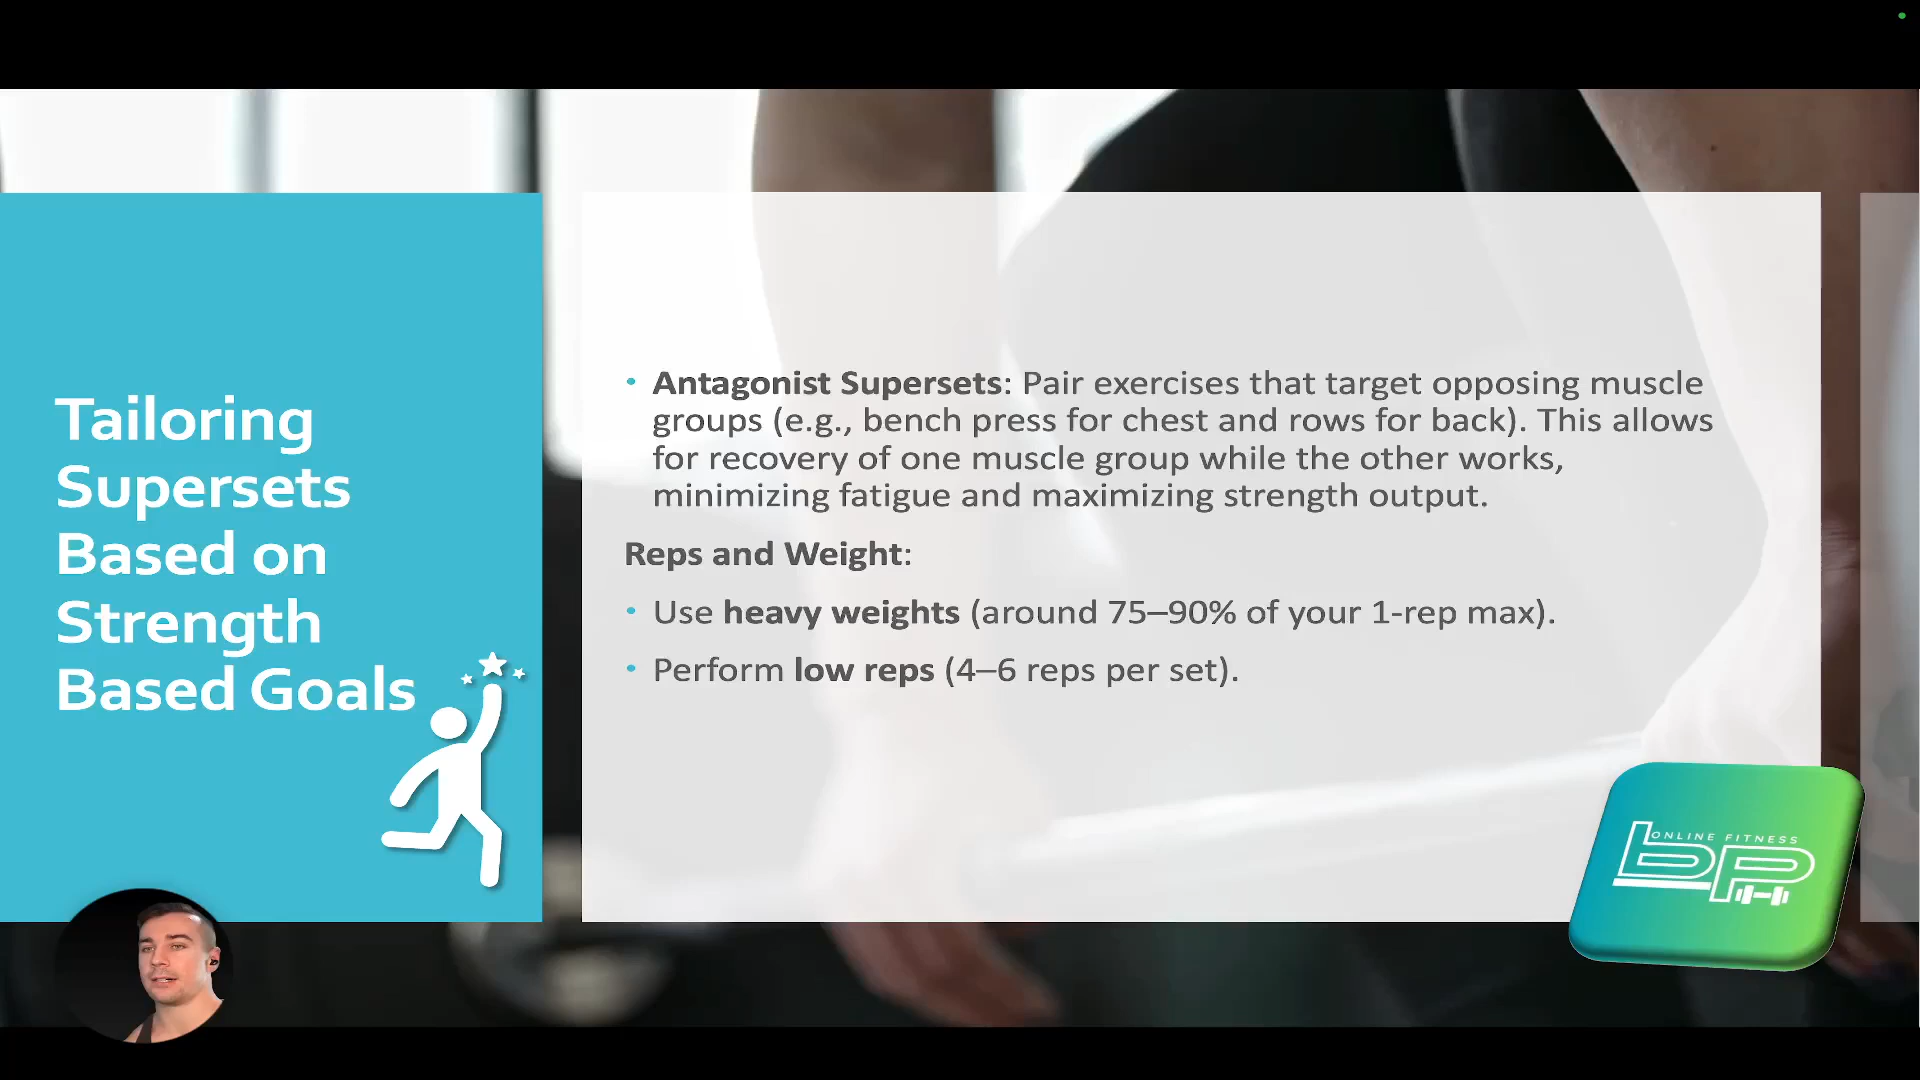 Tailoring
Supersets
Based on
Strength
Based Goals
• Antagonist Supersets: Pair exercises that target opposing muscle
groups (e.g., bench press for chest and rows for back). This allows
for recovery of one muscle group while the other works,
minimizing fatigue and maximizing strength output.
Reps and Weight:
• Use heavy weights (around 75–90% of your 1-rep max).
• Perform low reps (4–6 reps per set).
ONLINE FITNESS
bp